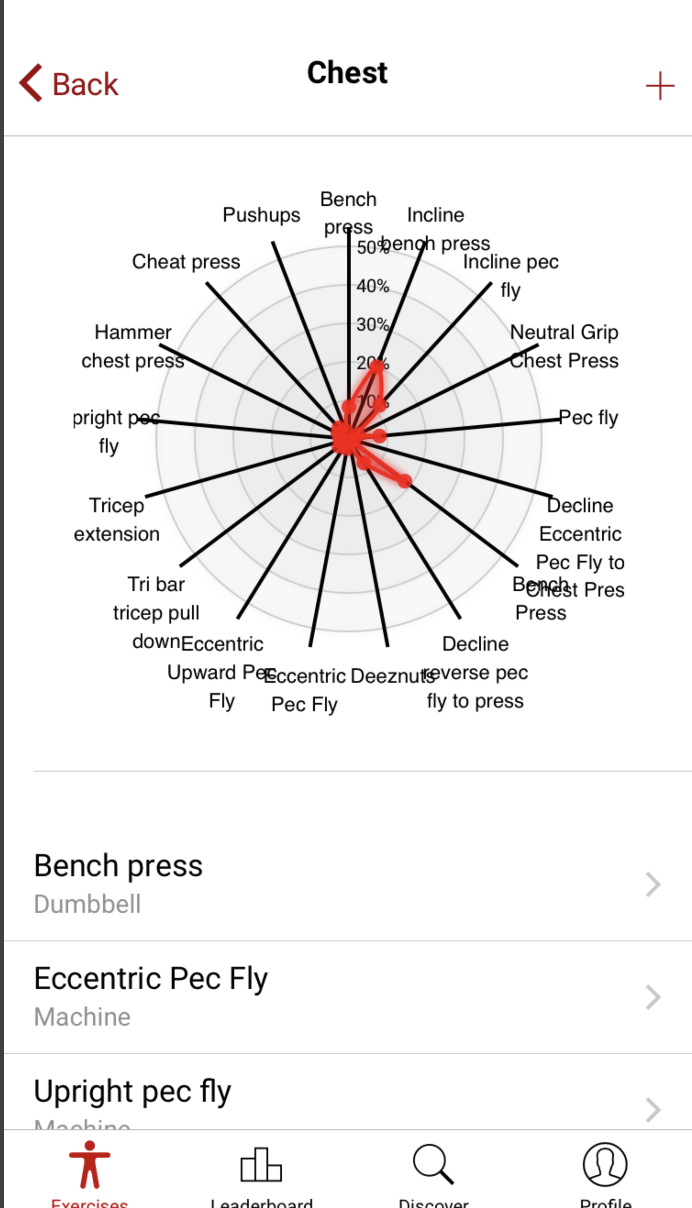 Back
Chest
Bench
press
Incline
bench press
Incline pec
fly
Neutral Grip
Chest Press
Pec fly
Decline
Eccentric
Pec Fly to
Chest Pres
Bench
Press
Decline
reverse pec
fly to press
Deeznuts
Eccentric
Pec Fly
Eccentric
Upward Pec
Fly
Tri bar
tricep pull
down
Tricep
extension
pright pec
fly
Hammer
chest press
Cheat press
Pushups
50%
40%
30%
20%
10%
Bench press
Dumbbell
Eccentric Pec Fly
Machine
Upright pec fly
Machine
Exercises
Leaderboard
Discover
Profile